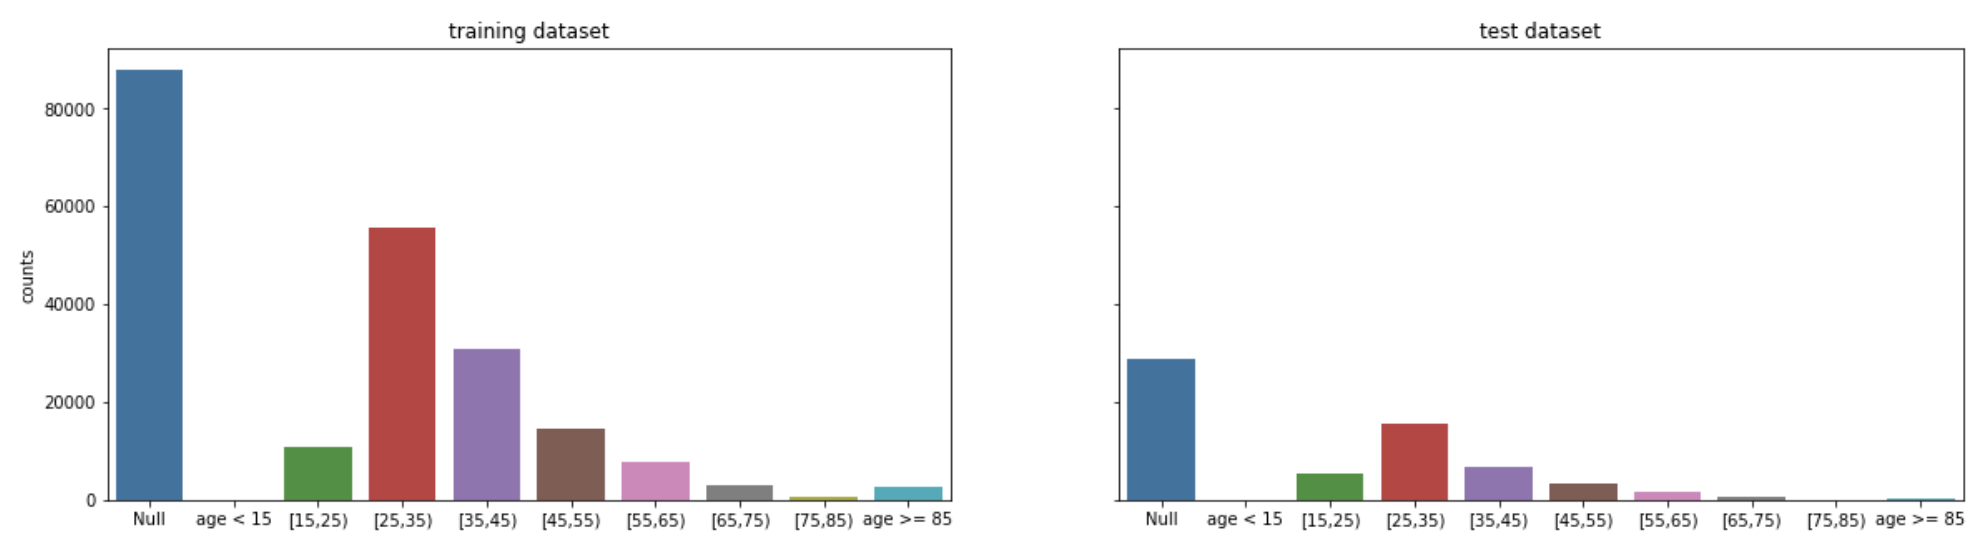 training dataset
counts
80000
60000
40000
20000
0
Null age < 15 [15,25) [25,35) [35,45) [45,55) [55,65) [65,75) [75,85) age >= 85
test dataset
Null age < 15 [15,25) [25,35) [35,45) [45,55) [55,65) [65,75) [75,85) age >= 85